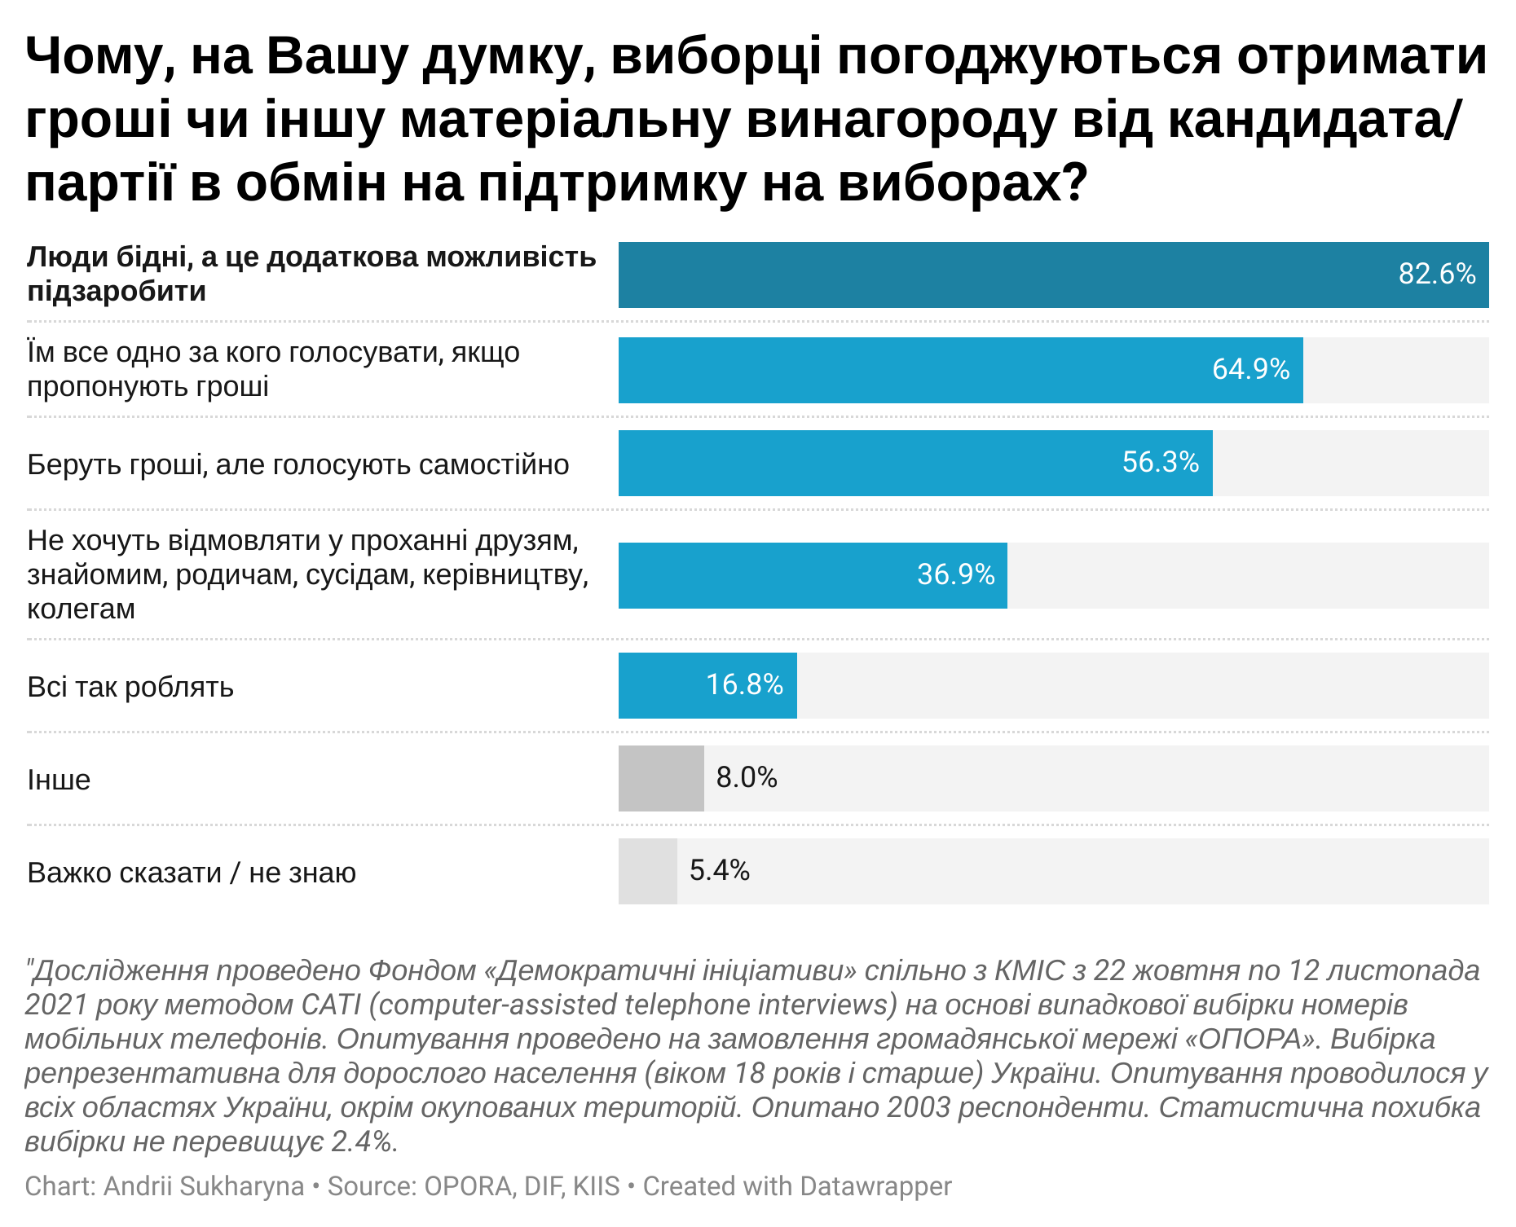 Чому, на Вашу думку, виборці погоджуються отримати
гроші чи іншу матеріальну винагороду від кандидата/
партії в обмін на підтримку на виборах?
Люди бідні, а це додаткова можливість
підзаробити
82.6%
Їм все одно за кого голосувати, якщо
пропонують гроші
64.9%
Беруть гроші, але голосують самостійно
56.3%
Не хочуть відмовляти у проханні друзям,
знайомим, родичам, сусідам, керівництву,
колегам
36.9%
Всі так роблять
16.8%
Інше
8.0%
Важко сказати / не знаю
5.4%
"Дослідження проведено Фондом «Демократичні ініціативи» спільно з КМІС з 22 жовтня по 12 листопада
2021 року методом CATI (computer-assisted telephone interviews) на основі випадкової вибірки номерів
мобільних телефонів. Опитування проведено на замовлення громадянської мережі «ОПОРА». Вибірка
репрезентативна для дорослого населення (віком 18 років і старше) України. Опитування проводилося у
всіх областях України, окрім окупованих територій. Опитано 2003 респонденти. Статистична похибка
вибірки не перевищує 2.4%.
Chart: Andrii Sukharyna • Source: OPORA, DIF, KIIS • Created with Datawrapper